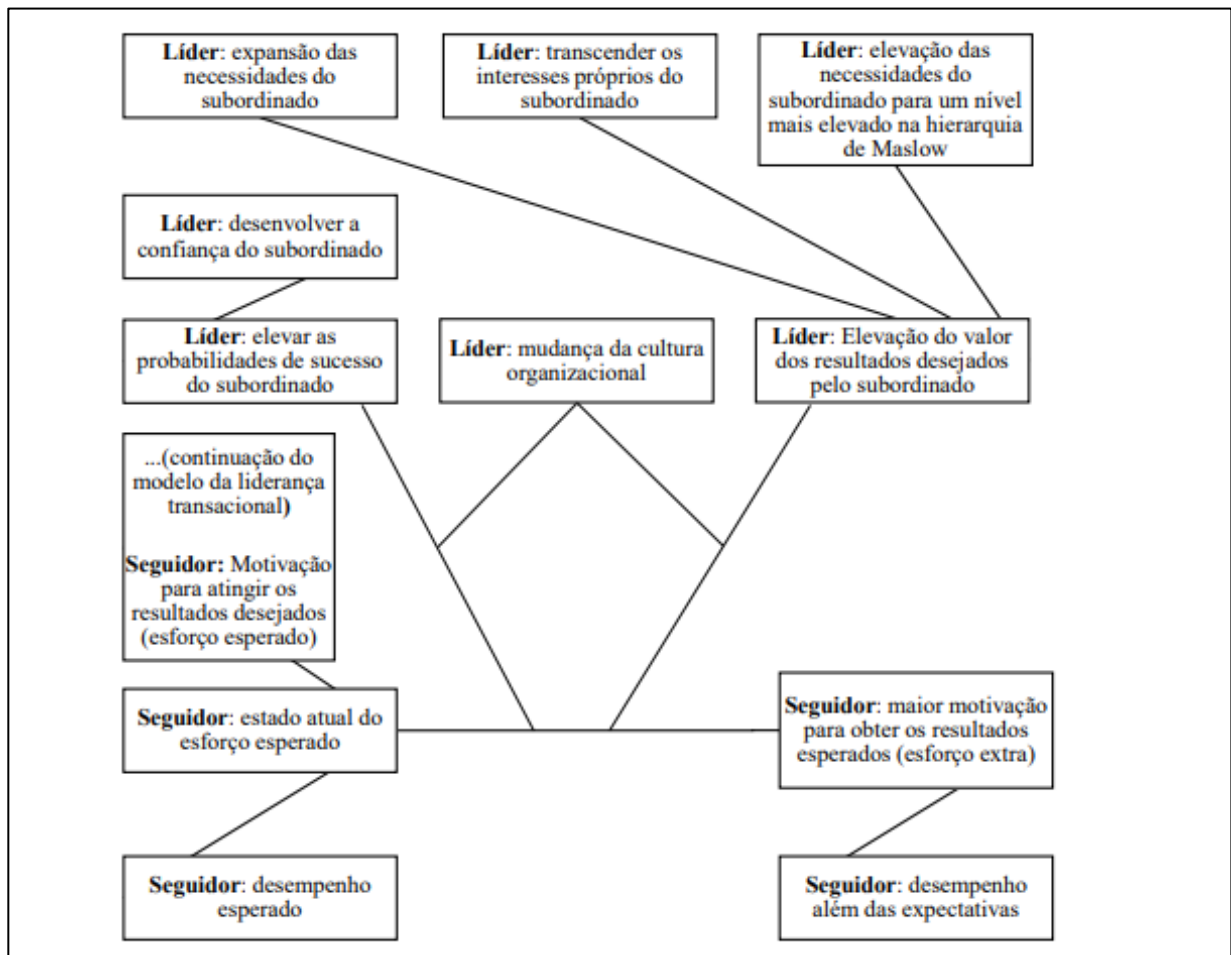 Líder: expansão das
necessidades do
subordinado
Líder: transcender os
interesses próprios do
subordinado
Líder: elevação das
necessidades do
subordinado para um nível
mais elevado na hierarquia
de Maslow
Líder: desenvolver a
confiança do subordinado
Líder: elevar as
probabilidades de sucesso
do subordinado
Líder: mudança da cultura
organizacional
Líder: Elevação do valor
dos resultados desejados
pelo subordinado
...(continuação do
modelo da liderança
transacional)
Seguidor: Motivação
para atingir os
resultados desejados
(esforço esperado)
Seguidor: estado atual do
esforço esperado
Seguidor: maior motivação
para obter os resultados
esperados (esforço extra)
Seguidor: desempenho
esperado
Seguidor: desempenho
além das expectativas